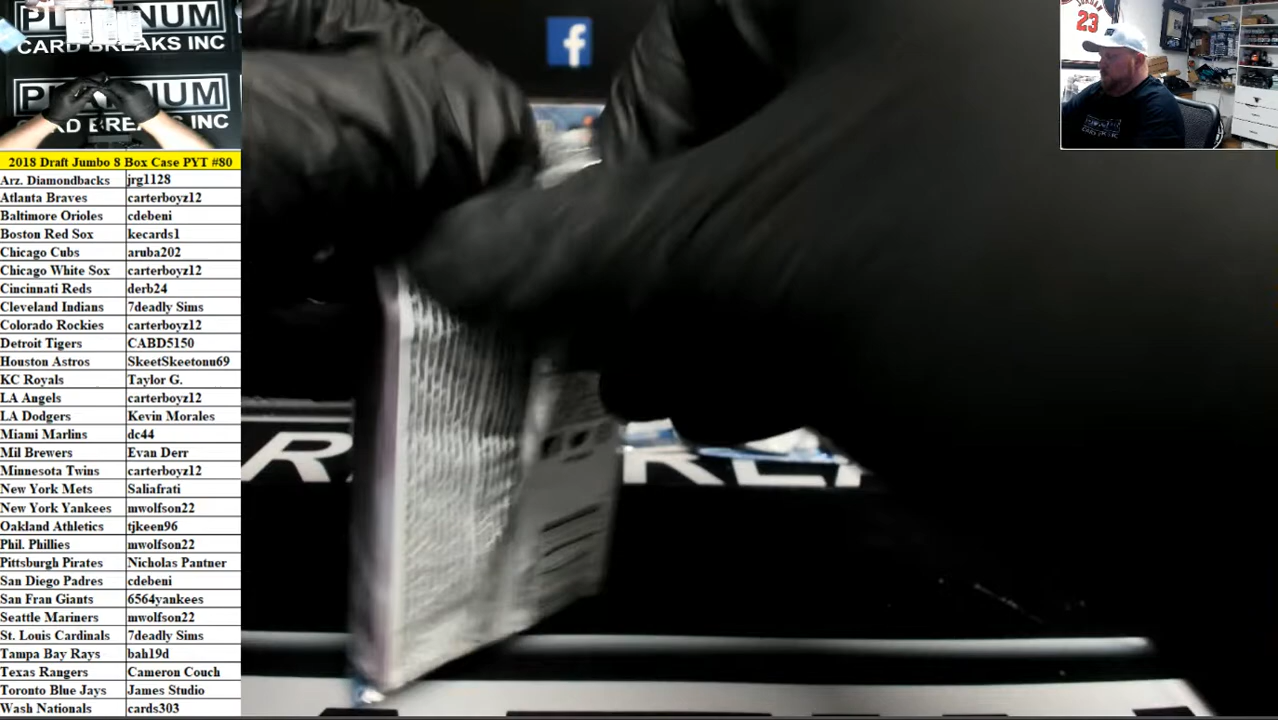 PLATINUM
CARD BREAKS INC
PLATINUM
CARD BREAKS INC
JORDAN
23
2018 Draft Jumbo 8 Box Case PYT #80
Arz. Diamondbacks jrg1128
Atlanta Braves carterboyz12
Baltimore Orioles cdebeni
Boston Red Sox kecards1
Chicago Cubs aruba202
Chicago White Sox carterboyz12
Cincinnati Reds derb24
Cleveland Indians 7deadly Sims
Colorado Rockies carterboyz12
Detroit Tigers CABD5150
Houston Astros SkeetSkeetonu69
KC Royals Taylor G.
LA Angels carterboyz12
LA Dodgers Kevin Morales
Miami Marlins dc44
Mil Brewers Evan Derr
Minnesota Twins carterboyz12
New York Mets Saliafrati
New York Yankees mwolfson22
Oakland Athletics tjkeen96
Phil. Phillies mwolfson22
Pittsburgh Pirates Nicholas Pantner
San Diego Padres cdebeni
San Fran Giants 6564yankees
Seattle Mariners mwolfson22
St. Louis Cardinals 7deadly Sims
Tampa Bay Rays bah19d
Texas Rangers Cameron Couch
Toronto Blue Jays James Studio
Wash Nationals cards303